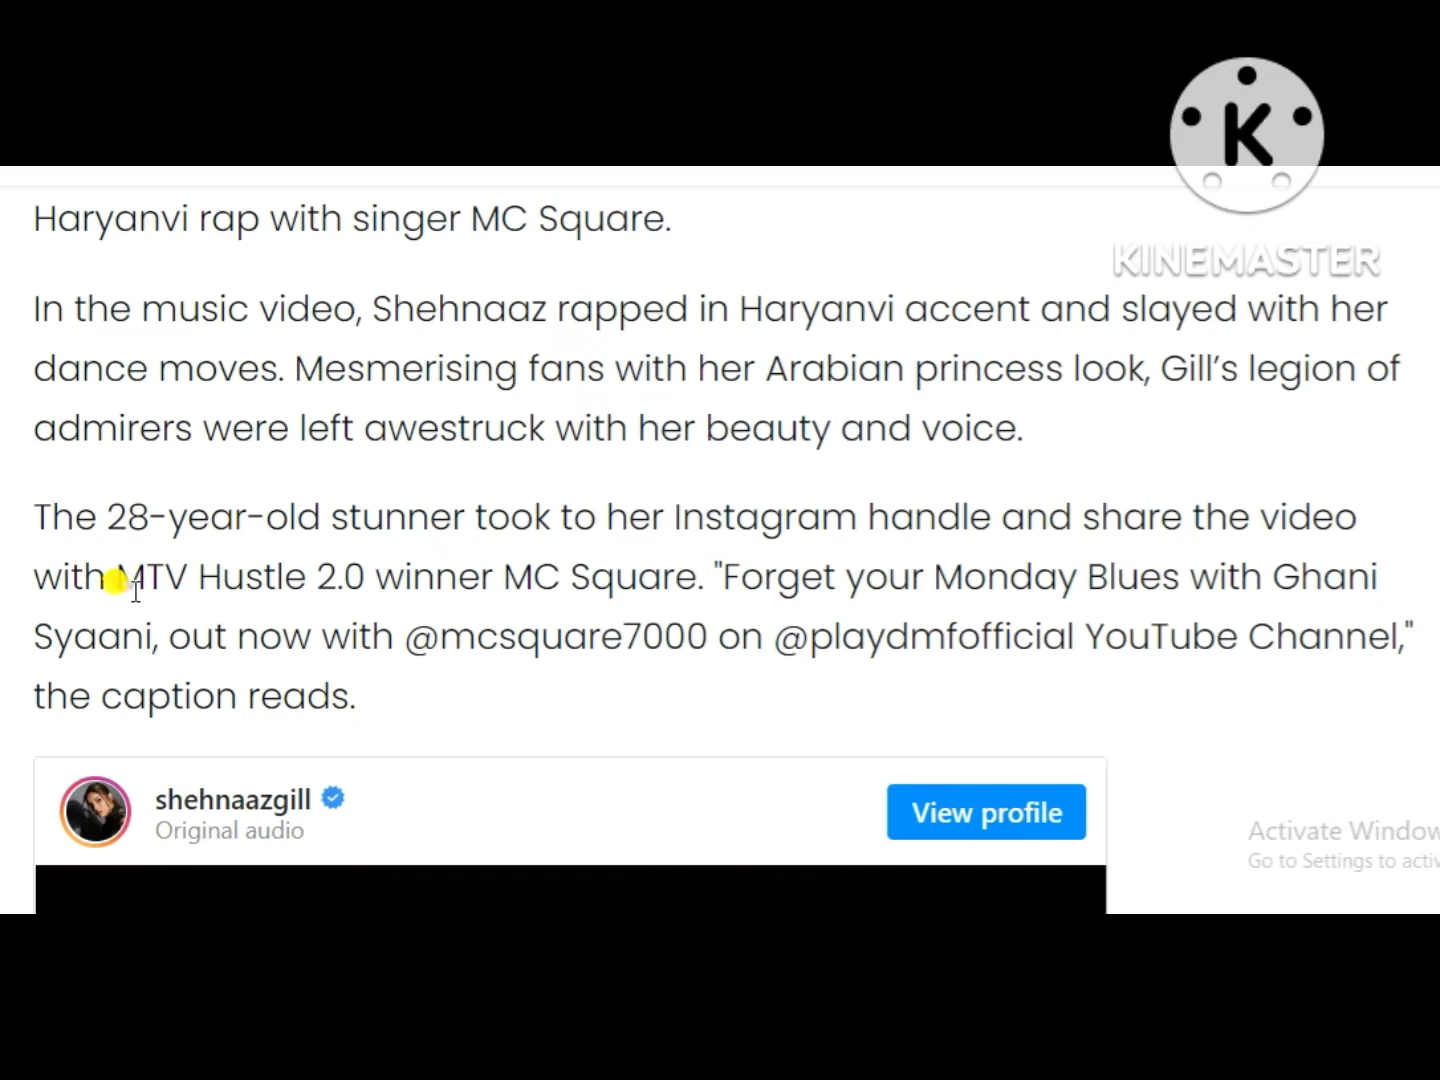 K
KINEMASTER
Haryanvi rap with singer MC Square.
In the music video, Shehnaaz rapped in Haryanvi accent and slayed with her
dance moves. Mesmerising fans with her Arabian princess look, Gill’s legion of
admirers were left awestruck with her beauty and voice.
The 28-year-old stunner took to her Instagram handle and share the video
with MTV Hustle 2.0 winner MC Square. "Forget your Monday Blues with Ghani
Syaani, out now with @mcsquare7000 on @playdmfofficial YouTube Channel,"
the caption reads.
shehnaazgill
Original audio
View profile
Activate Window
Go to Settings to activ